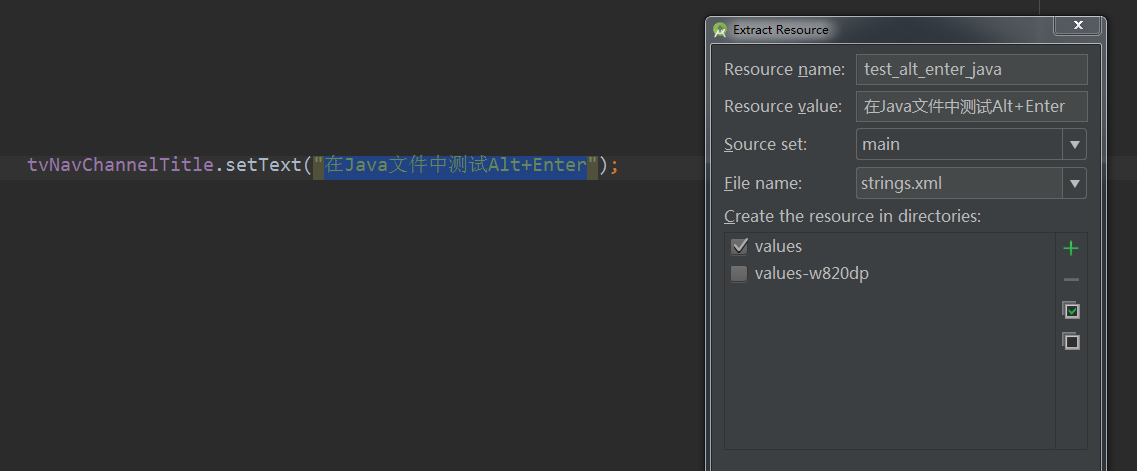 Extract Resource
Resource name: test_alt_enter_java
Resource value: 在Java文件中测试Alt+Enter
tvNavChannelTitle.setText("在Java文件中测试Alt+Enter");
Source set: main
File name: strings.xml
Create the resource in directories:
values
values-w820dp